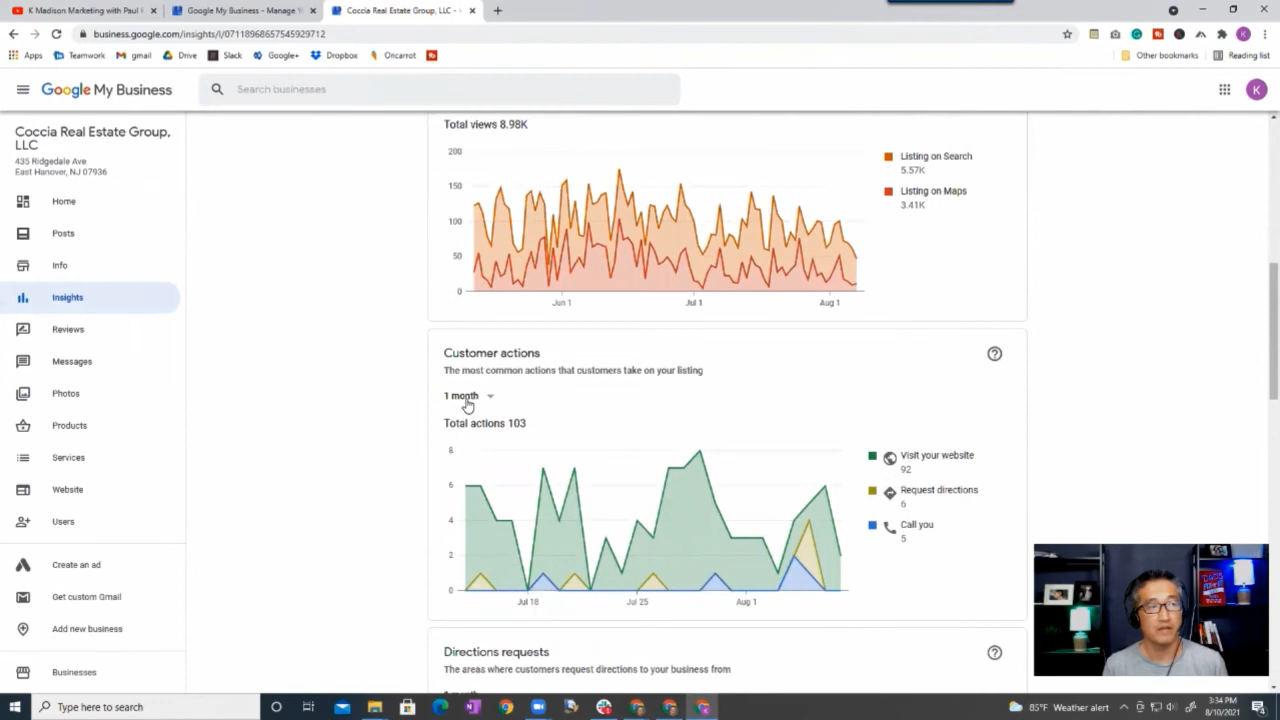 K Madison Marketing with Paul
Google My Business - Manage Yo
Coccia Real Estate Group, LLC -
business.google.com/insights/l/07118968657545929712
Apps
Teamwork
gmail
Drive
Slack
Google+
Dropbox
Oncarrot
Other bookmarks
Reading list
Google My Business
Search businesses
K
Coccia Real Estate Group,
LLC
435 Ridgedale Ave
East Hanover, NJ 07936
Home
Posts
Info
Insights
Reviews
Messages
Photos
Products
Services
Website
Users
Create an ad
Get custom Gmail
Add new business
Businesses
Total views 8.98K
200
150
100
50
0
Jun 1
Jul 1
Aug 1
Listing on Search
5.57K
Listing on Maps
3.41K
Customer actions
The most common actions that customers take on your listing
1 month
Total actions 103
8
6
4
2
0
Jul 18
Jul 25
Aug 1
Visit your website
92
Request directions
6
Call you
5
Directions requests
The areas where customers request directions to your business from
Type here to search
85°F Weather alert
3:34 PM
8/10/2021